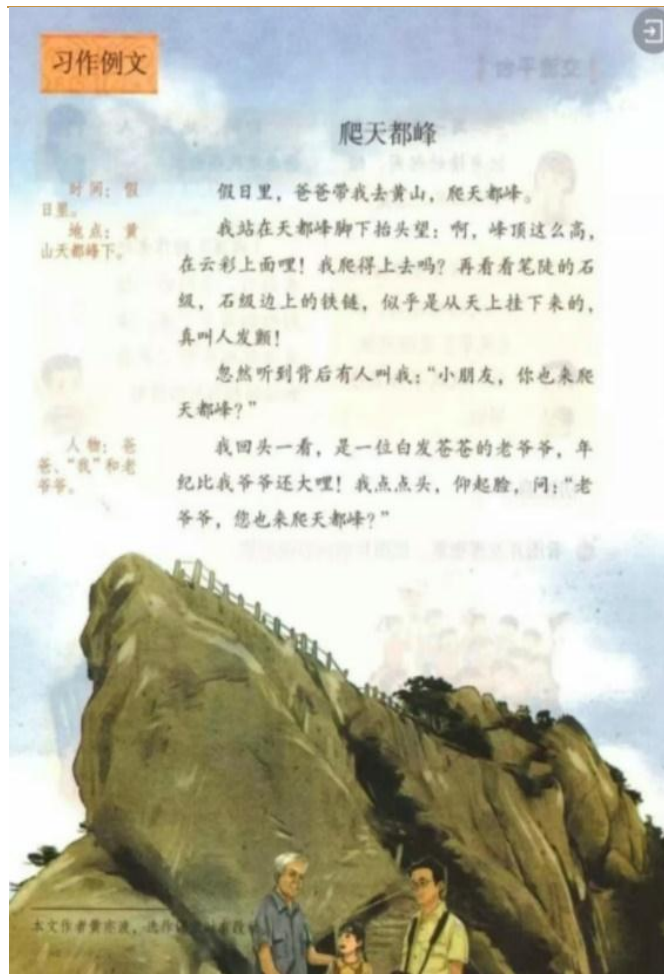 习作例文
爬天都峰
时间：假
日里。
地点：黄
山天都峰下。
假日里，爸爸带我去黄山，爬天都峰。
我站在天都峰脚下抬头望：啊，峰顶这么高，
在云彩上面哩！我爬得上去吗？再看看笔陡的石
级，石级边上的铁链，似乎是从天上挂下来的，
真叫人发颤！
忽然听到背后有人叫我：“小朋友，你也来爬
天都峰？”
人物：爸
爸、“我”和老
爷爷。
我回头一看，是一位白发苍苍的老爷爷，年
纪比我爷爷还大哩！我点点头，仰起脸，问：“老
爷爷，您也来爬天都峰？”
本文作者黄亦波，选作课文时有改